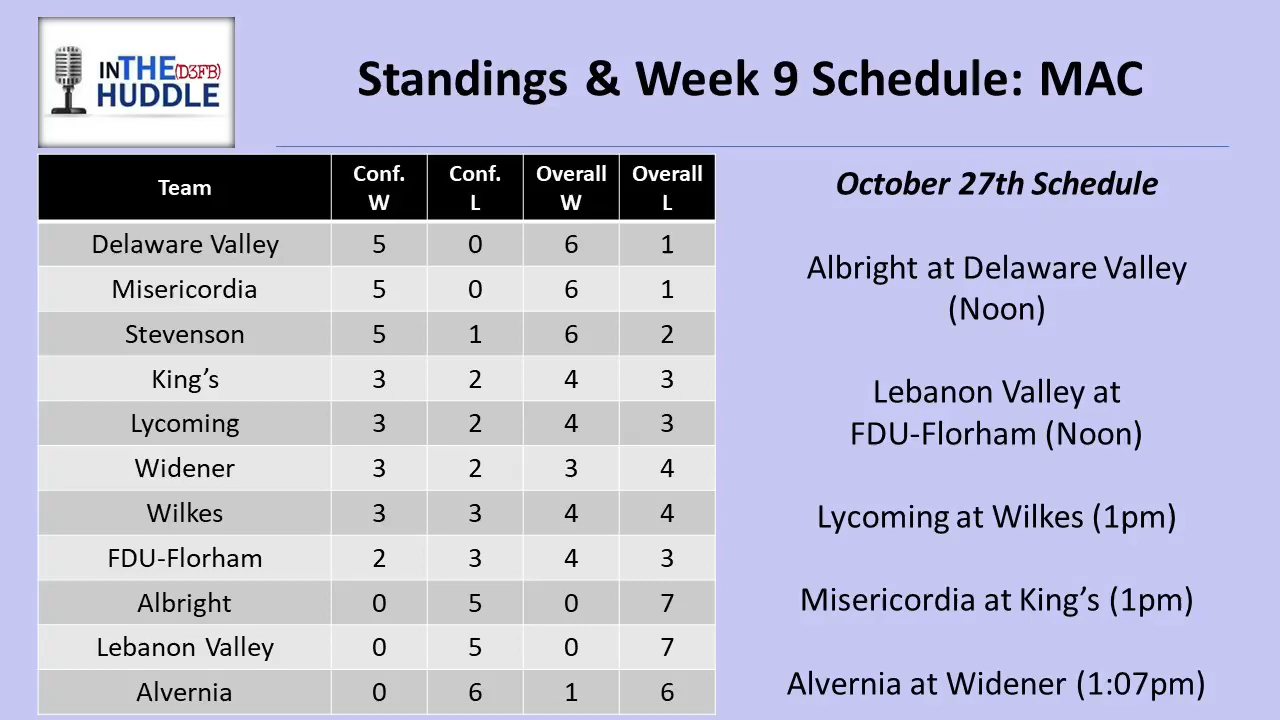 IN THE (D3FB)
HUDDLE
Standings & Week 9 Schedule: MAC
Team Conf. W Conf. L Overall W Overall L
Delaware Valley 5 0 6 1
Misericordia 5 0 6 1
Stevenson 5 1 6 2
King’s 3 2 4 3
Lycoming 3 2 4 3
Widener 3 2 3 4
Wilkes 3 3 4 4
FDU-Florham 2 3 4 3
Albright 0 5 0 7
Lebanon Valley 0 5 0 7
Alvernia 0 6 1 6
October 27th Schedule
Albright at Delaware Valley
(Noon)
Lebanon Valley at
FDU-Florham (Noon)
Lycoming at Wilkes (1pm)
Misericordia at King’s (1pm)
Alvernia at Widener (1:07pm)